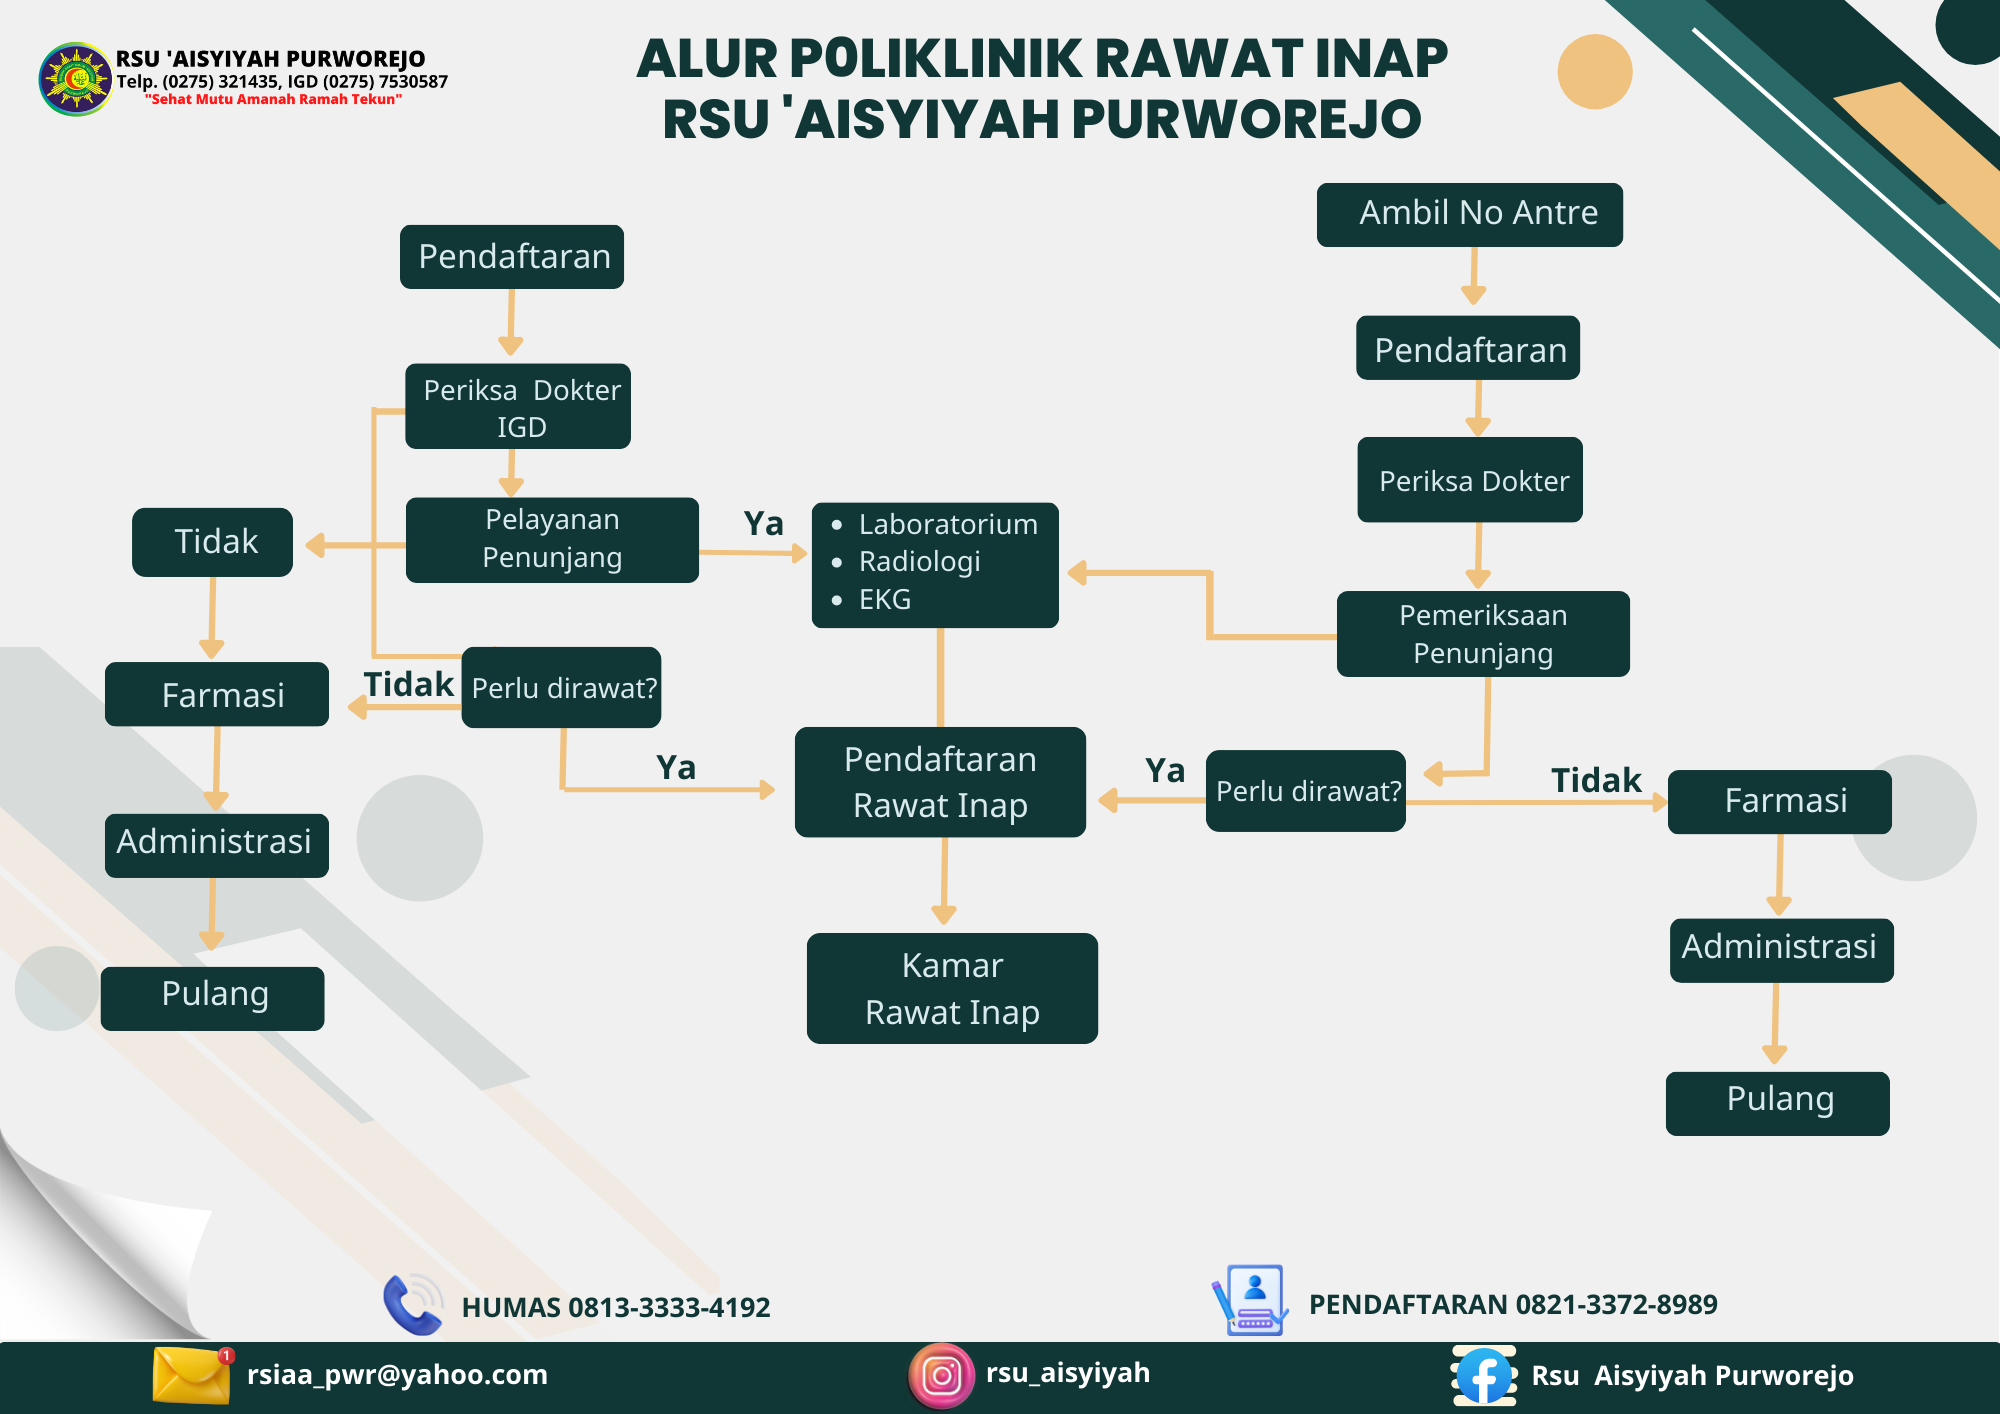 RSU 'AISYIYAH PURWOREJO
Telp. (0275) 321435, IGD (0275) 7530587
"Sehat Mutu Amanah Ramah Tekun"
ALUR P0LIKLINIK RAWAT INAP
RSU 'AISYIYAH PURWOREJO
Pendaftaran
Periksa  Dokter
IGD
Pelayanan
Penunjang
Ya
Tidak
Farmasi
Administrasi
Pulang
Perlu dirawat?
Tidak
Ya
Laboratorium
Radiologi
EKG
Pendaftaran
Rawat Inap
Kamar
Rawat Inap
Ambil No Antre
Pendaftaran
Periksa Dokter
Pemeriksaan
Penunjang
Perlu dirawat?
Ya
Tidak
Farmasi
Administrasi
Pulang
HUMAS 0813-3333-4192
PENDAFTARAN 0821-3372-8989
1
rsiaa_pwr@yahoo.com
rsu_aisyiyah
Rsu  Aisyiyah Purworejo